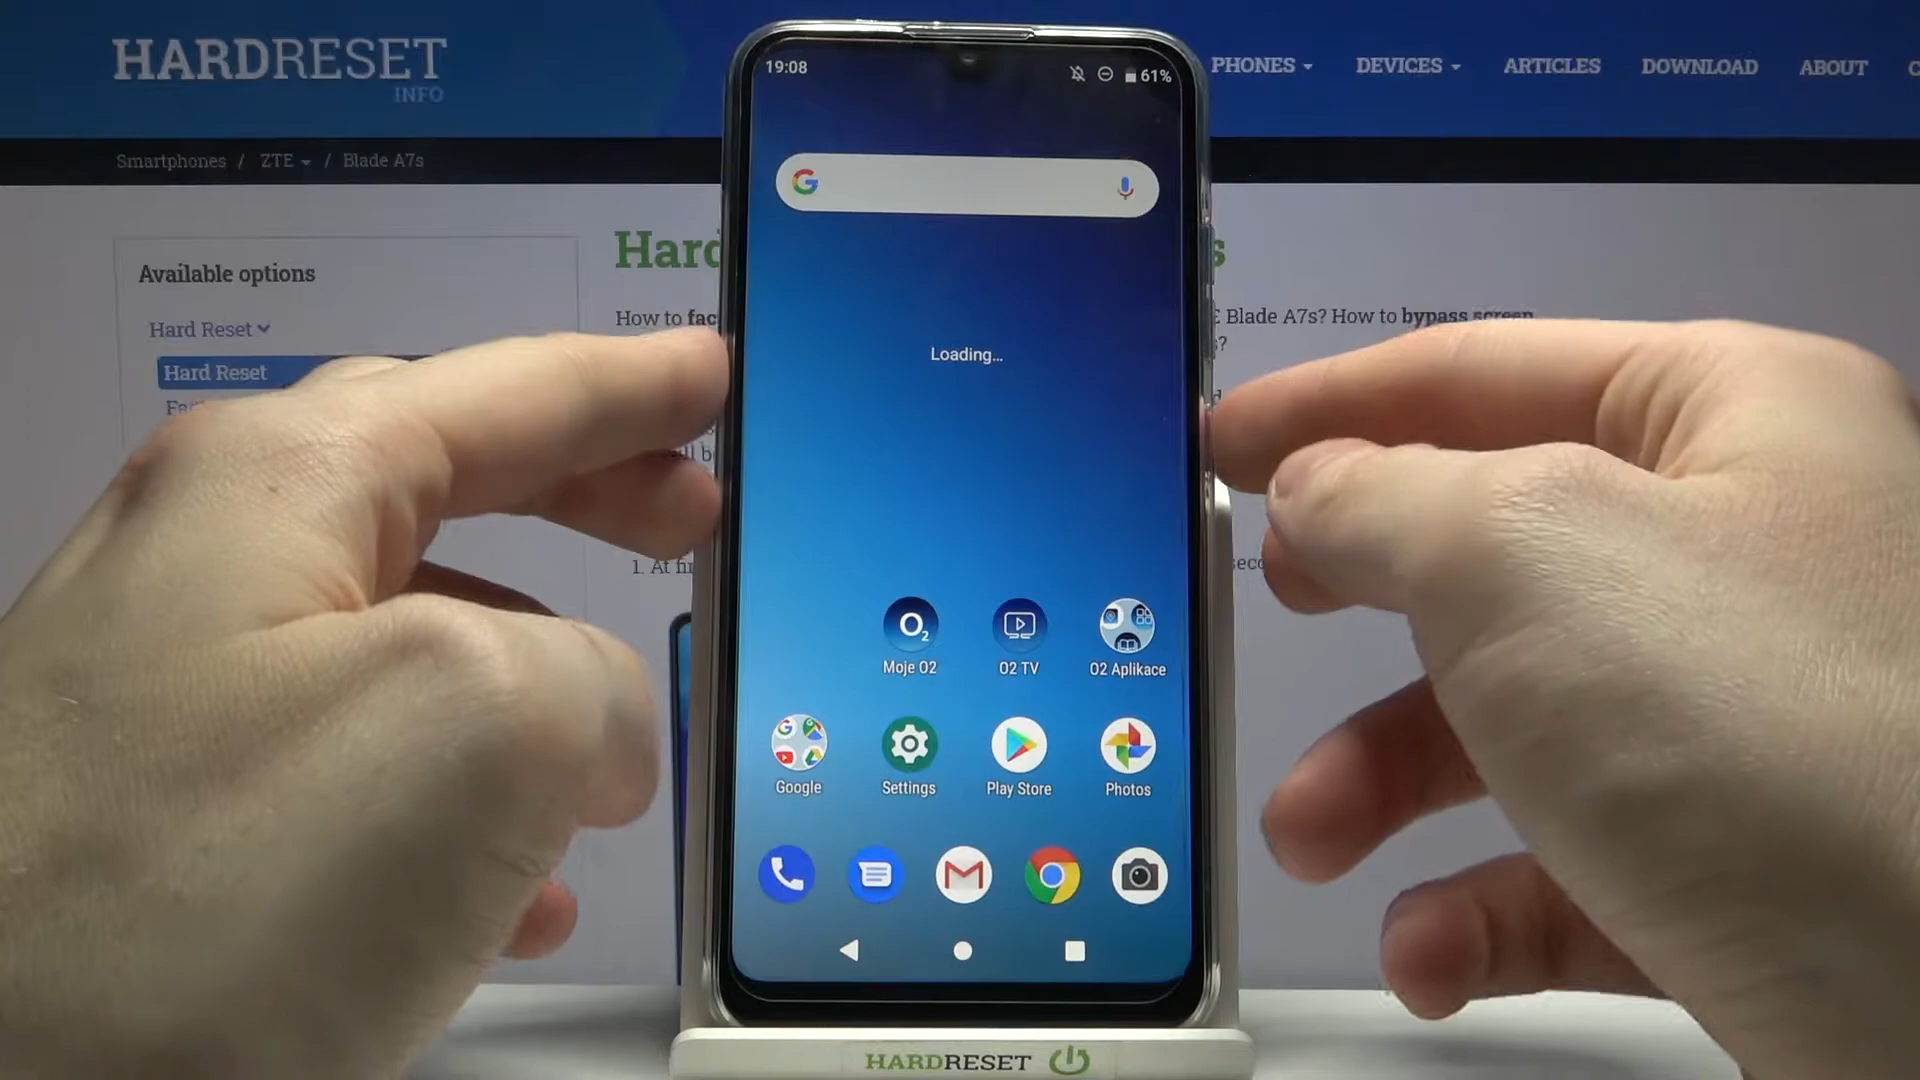 HARDRESET
INFO
PHONES
DEVICES
ARTICLES
DOWNLOAD
ABOUT
Smartphones / ZTE / Blade A7s
Available options
Hard Reset
Hard Reset
How to
Blade A7s? How to bypass screen
1. At
19:08
61%
Loading...
Moje O2
O2 TV
O2 Aplikace
Google
Settings
Play Store
Photos
HARDRESET